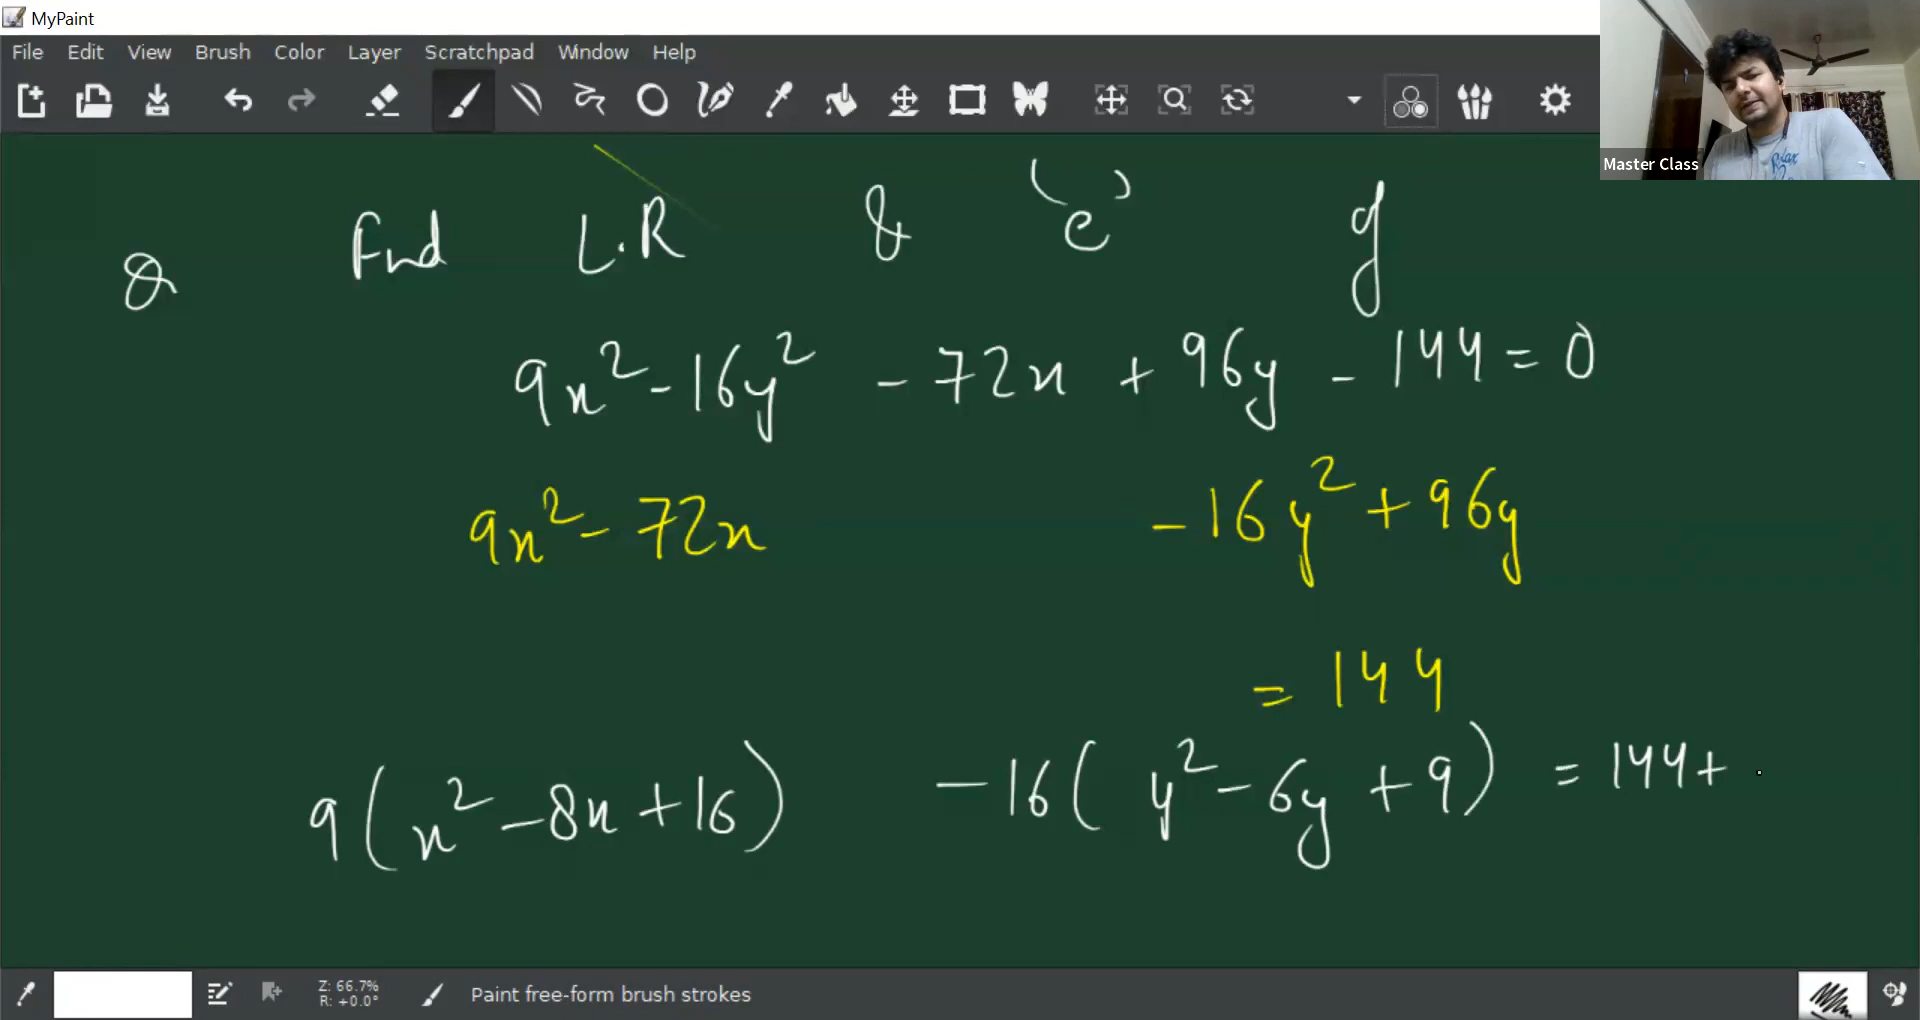 MyPaint
File Edit View Brush Color Layer Scratchpad Window Help
Master Class
Q Find L.R & 'e' of
9x² - 16y² - 72x + 96y - 144 = 0
9x² - 72x - 16y² + 96y
= 144
9(x² - 8x + 16) - 16(y² - 6y + 9) = 144 +
Z: 66.7%
R: +0.0°
Paint free-form brush strokes